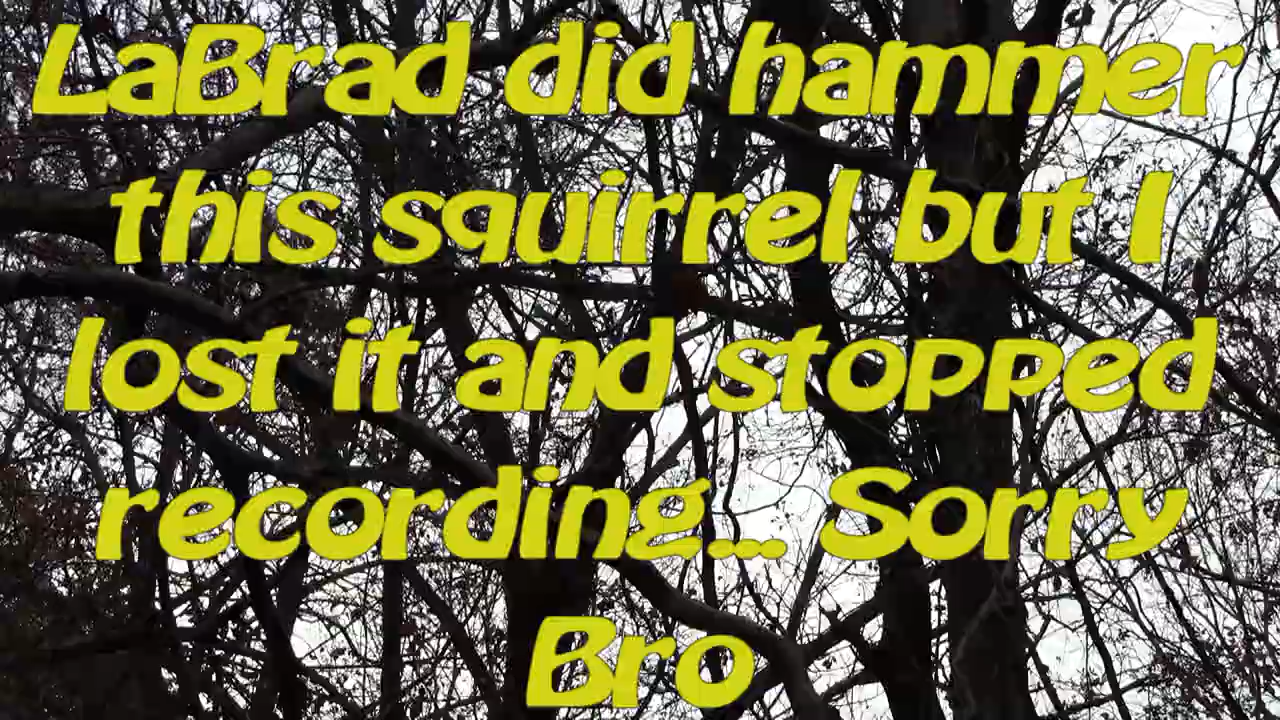 LaBrad did hammer
this squirrel but I
lost it and stopped
recording... Sorry
Bro